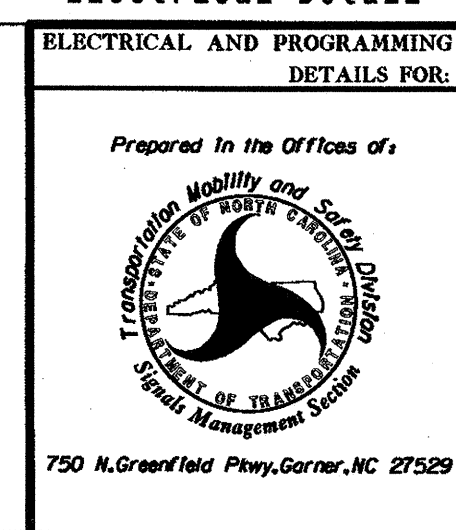 ELECTRICAL AND PROGRAMMING
DETAILS FOR:
Prepared in the Offices of:
Transportation Mobility and Safety Division
STATE OF NORTH CAROLINA
DEPARTMENT OF TRANSPORTATION
Signals Management Section
750 N.Greenfield Pkwy.Garner,NC 27529